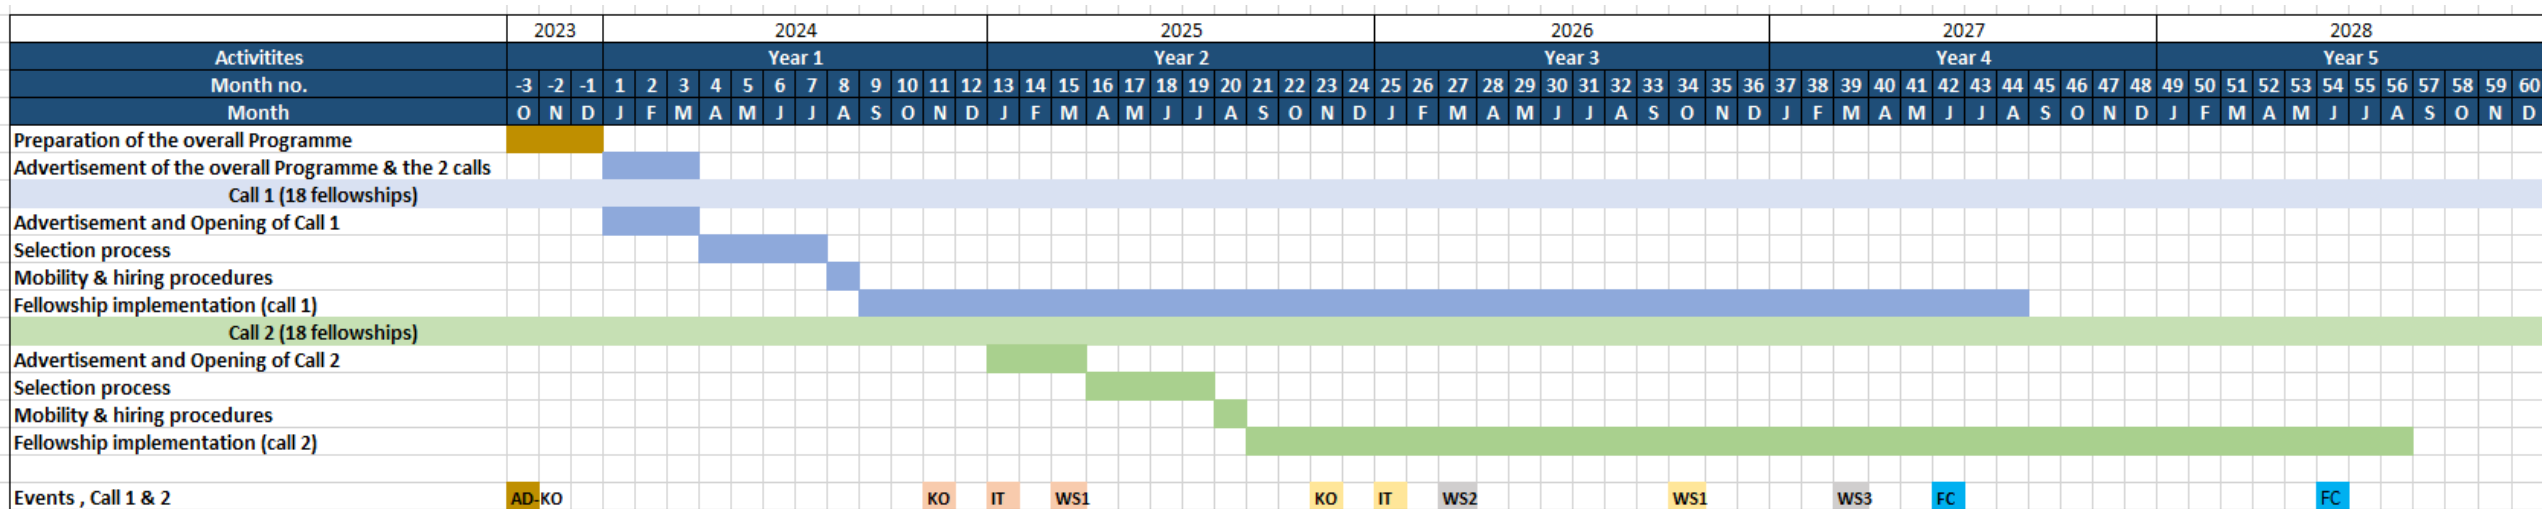 2023 2024 2025 2026 2027 2028
Activitites Year 1 Year 2 Year 3 Year 4 Year 5
Month no. -3 -2 -1 1 2 3 4 5 6 7 8 9 10 11 12 13 14 15 16 17 18 19 20 21 22 23 24 25 26 27 28 29 30 31 32 33 34 35 36 37 38 39 40 41 42 43 44 45 46 47 48 49 50 51 52 53 54 55 56 57 58 59 60
Month O N D J F M A M J J A S O N D J F M A M J J A S O N D J F M A M J J A S O N D J F M A M J J A S O N D J F M A M J J A S O N D
Preparation of the overall Programme
Advertisement of the overall Programme & the 2 calls
Call 1 (18 fellowships)
Advertisement and Opening of Call 1
Selection process
Mobility & hiring procedures
Fellowship implementation (call 1)
Call 2 (18 fellowships)
Advertisement and Opening of Call 2
Selection process
Mobility & hiring procedures
Fellowship implementation (call 2)
Events , Call 1 & 2 AD-KO KO IT WS1 KO IT WS2 WS1 WS3 FC FC